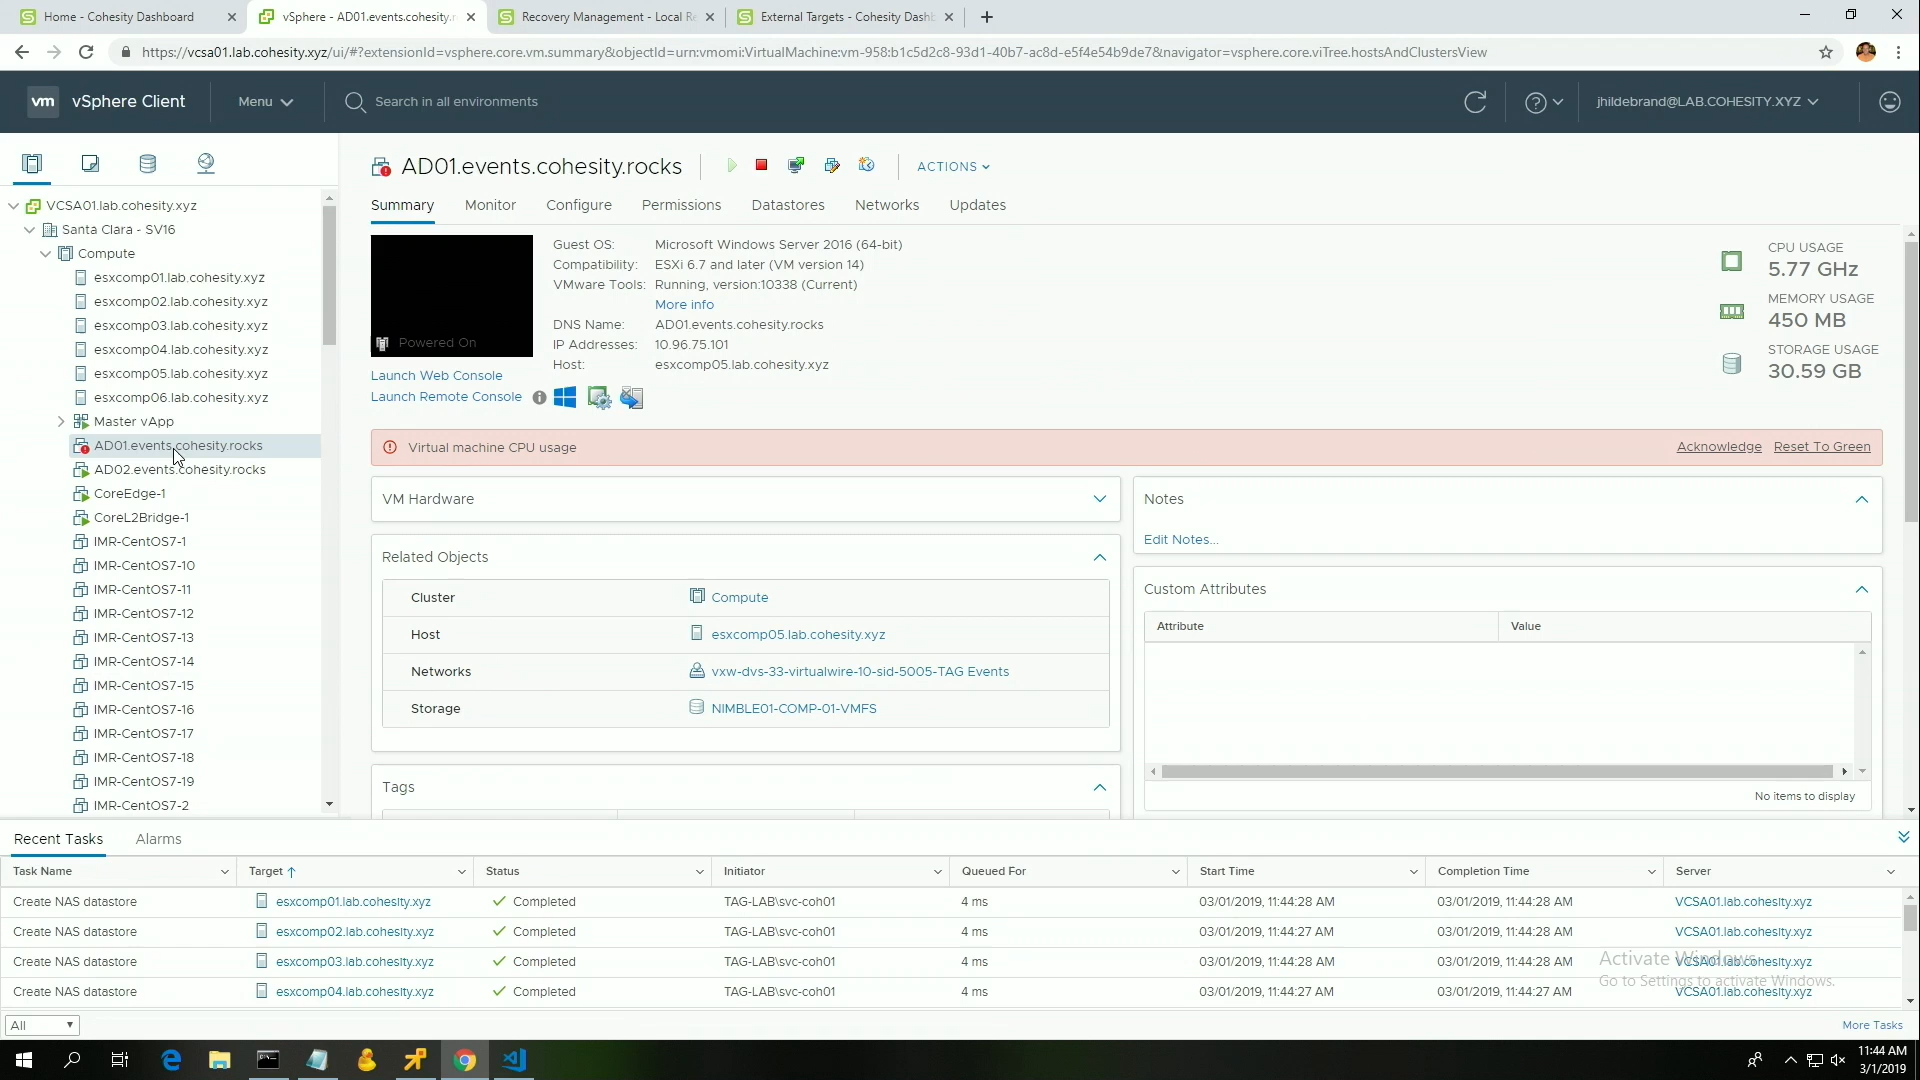 Home - Cohesity Dashboard
vSphere - AD01.events.cohesity.r
Recovery Management - Local Re
External Targets - Cohesity Dashb
https://vcsa01.lab.cohesity.xyz/ui/#?extensionId=vsphere.core.vm.summary&objectId=urn:vmomi:VirtualMachine:vm-958:b1c5d2c8-93d1-40b7-ac8d-e5f4e54b9de7&navigator=vsphere.core.viTree.hostsAndClustersView
vm vSphere Client
Menu
Search in all environments
jhildebrand@LAB.COHESITY.XYZ
VCSA01.lab.cohesity.xyz
Santa Clara - SV16
Compute
esxcomp01.lab.cohesity.xyz
esxcomp02.lab.cohesity.xyz
esxcomp03.lab.cohesity.xyz
esxcomp04.lab.cohesity.xyz
esxcomp05.lab.cohesity.xyz
esxcomp06.lab.cohesity.xyz
Master vApp
AD01.events.cohesity.rocks
AD02.events.cohesity.rocks
CoreEdge-1
CoreL2Bridge-1
IMR-CentOS7-1
IMR-CentOS7-10
IMR-CentOS7-11
IMR-CentOS7-12
IMR-CentOS7-13
IMR-CentOS7-14
IMR-CentOS7-15
IMR-CentOS7-16
IMR-CentOS7-17
IMR-CentOS7-18
IMR-CentOS7-19
IMR-CentOS7-2
AD01.events.cohesity.rocks
ACTIONS
Summary Monitor Configure Permissions Datastores Networks Updates
Powered On
Launch Web Console
Launch Remote Console
Guest OS: Microsoft Windows Server 2016 (64-bit)
Compatibility: ESXi 6.7 and later (VM version 14)
VMware Tools: Running, version:10338 (Current)
More info
DNS Name: AD01.events.cohesity.rocks
IP Addresses: 10.96.75.101
Host: esxcomp05.lab.cohesity.xyz
CPU USAGE
5.77 GHz
MEMORY USAGE
450 MB
STORAGE USAGE
30.59 GB
Virtual machine CPU usage
Acknowledge Reset To Green
VM Hardware
Related Objects
Cluster Compute
Host esxcomp05.lab.cohesity.xyz
Networks vxw-dvs-33-virtualwire-10-sid-5005-TAG Events
Storage NIMBLE01-COMP-01-VMFS
Tags
Notes
Edit Notes...
Custom Attributes
Attribute Value
No items to display
Recent Tasks Alarms
Task Name Target Status Initiator Queued For Start Time Completion Time Server
Create NAS datastore esxcomp01.lab.cohesity.xyz Completed TAG-LAB\svc-coh01 4 ms 03/01/2019, 11:44:28 AM 03/01/2019, 11:44:28 AM VCSA01.lab.cohesity.xyz
Create NAS datastore esxcomp02.lab.cohesity.xyz Completed TAG-LAB\svc-coh01 4 ms 03/01/2019, 11:44:27 AM 03/01/2019, 11:44:28 AM VCSA01.lab.cohesity.xyz
Create NAS datastore esxcomp03.lab.cohesity.xyz Completed TAG-LAB\svc-coh01 4 ms 03/01/2019, 11:44:28 AM 03/01/2019, 11:44:28 AM VCSA01.lab.cohesity.xyz
Create NAS datastore esxcomp04.lab.cohesity.xyz Completed TAG-LAB\svc-coh01 4 ms 03/01/2019, 11:44:27 AM 03/01/2019, 11:44:27 AM VCSA01.lab.cohesity.xyz
Activate Windows
Go to Settings to activate Windows.
All
More Tasks
11:44 AM
3/1/2019